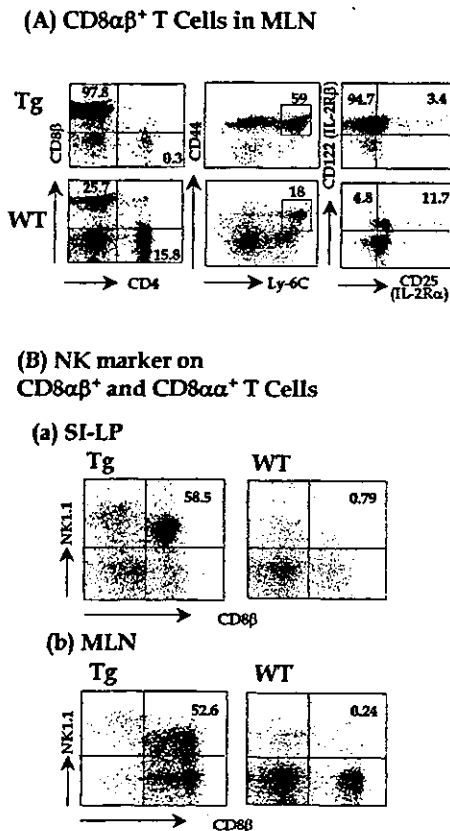 (A) CD8αβ⁺ T Cells in MLN
Tg
CD8β
97.8
0.3
CD44
59
CD122 (IL-2Rβ)
94.7
3.4
WT
25.7
15.8
18
4.8
11.7
CD4
Ly-6C
CD25
(IL-2Rα)
(B) NK marker on
CD8αβ⁺ and CD8αα⁺ T Cells
(a) SI-LP
Tg
WT
NK1.1
58.5
0.79
CD8β
(b) MLN
Tg
WT
NK1.1
52.6
0.24
CD8β